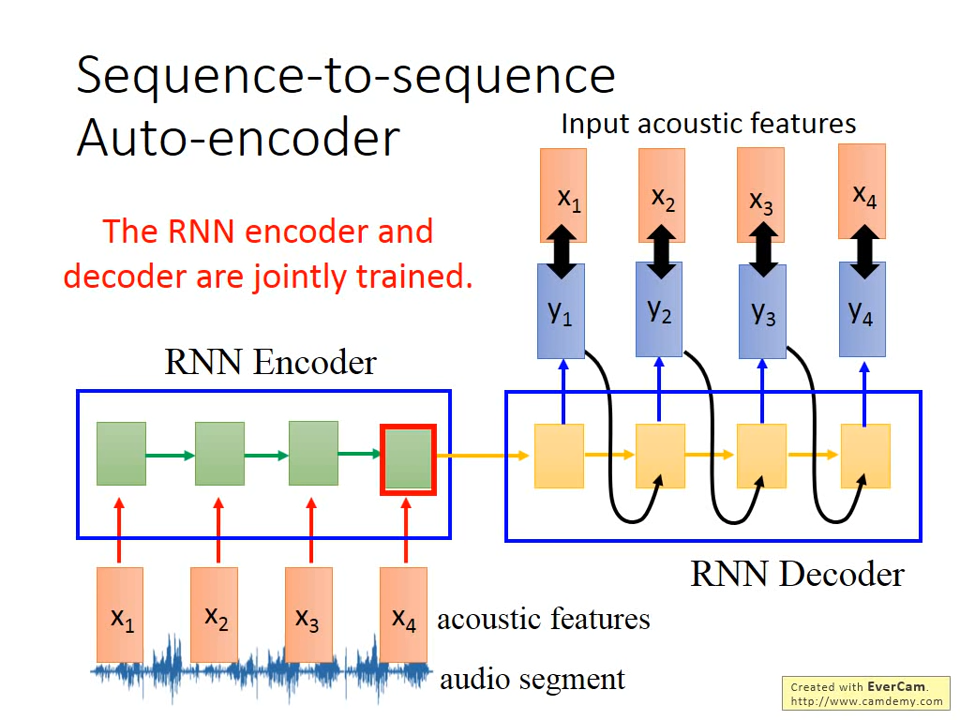 Sequence-to-sequence
Auto-encoder
Input acoustic features
x1 x2 x3 x4
The RNN encoder and
decoder are jointly trained.
y1 y2 y3 y4
RNN Encoder
RNN Decoder
x1 x2 x3 x4
acoustic features
audio segment
Created with EverCam.
http://www.camdemy.com